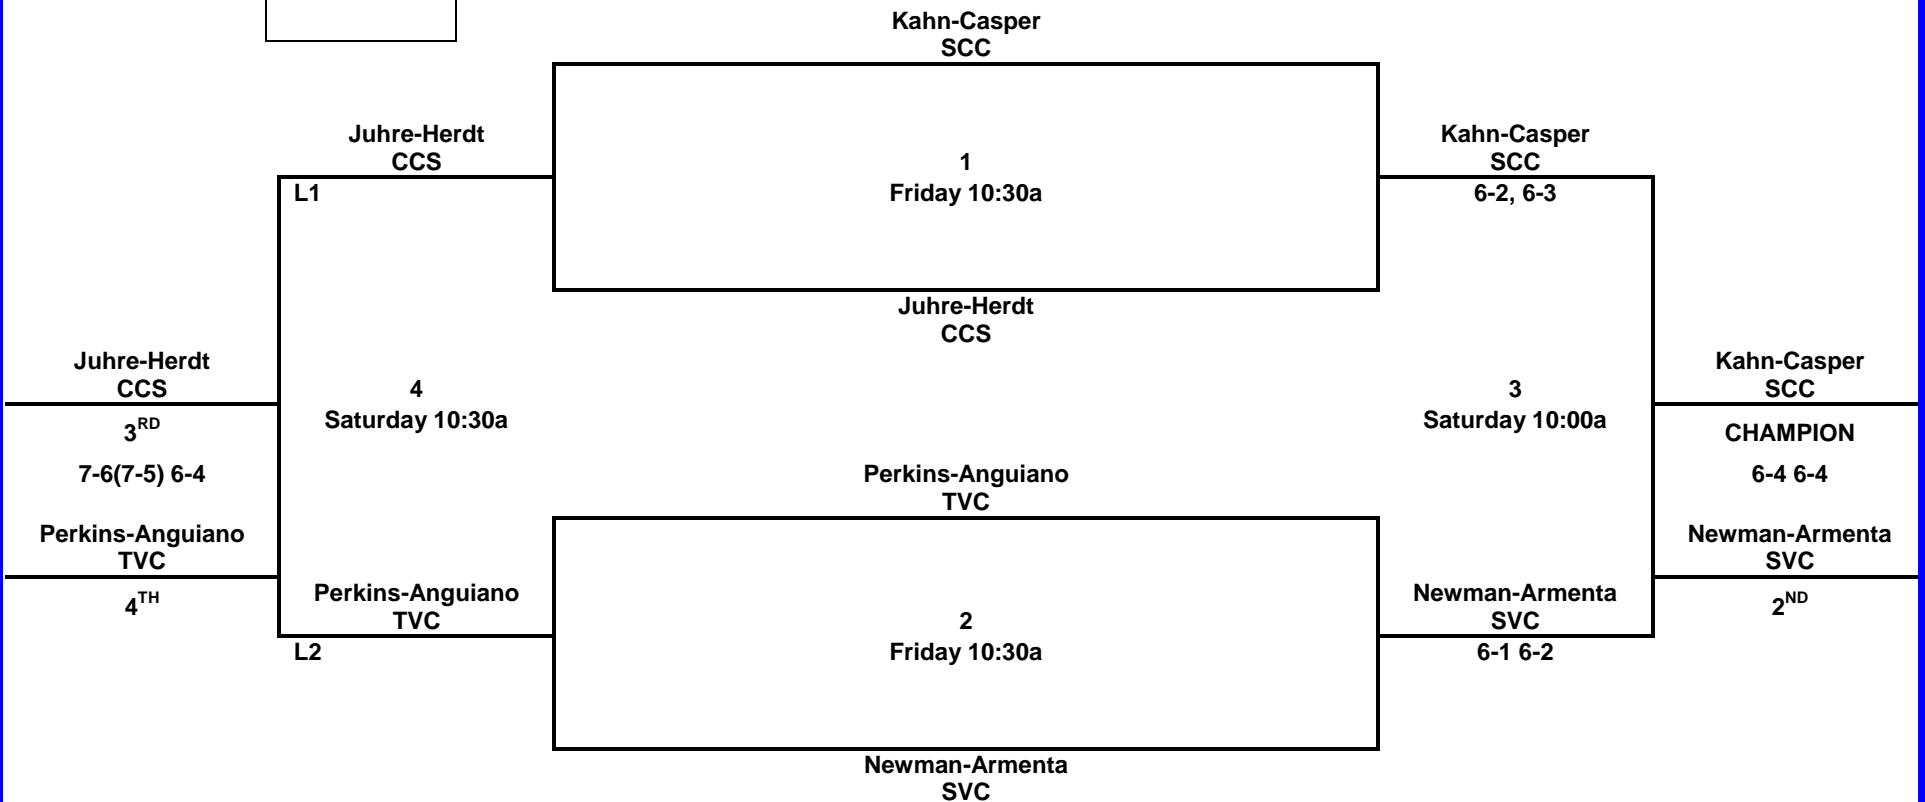 Kahn-Casper
SCC
Juhre-Herdt
CCS
L1
1
Friday 10:30a
Kahn-Casper
SCC
6-2, 6-3
Juhre-Herdt
CCS
Juhre-Herdt
CCS
3RD
7-6(7-5) 6-4
4
Saturday 10:30a
3
Saturday 10:00a
Kahn-Casper
SCC
CHAMPION
6-4 6-4
Perkins-Anguiano
TVC
Perkins-Anguiano
TVC
4TH
Perkins-Anguiano
TVC
L2
2
Friday 10:30a
Newman-Armenta
SVC
6-1 6-2
Newman-Armenta
SVC
2ND
Newman-Armenta
SVC